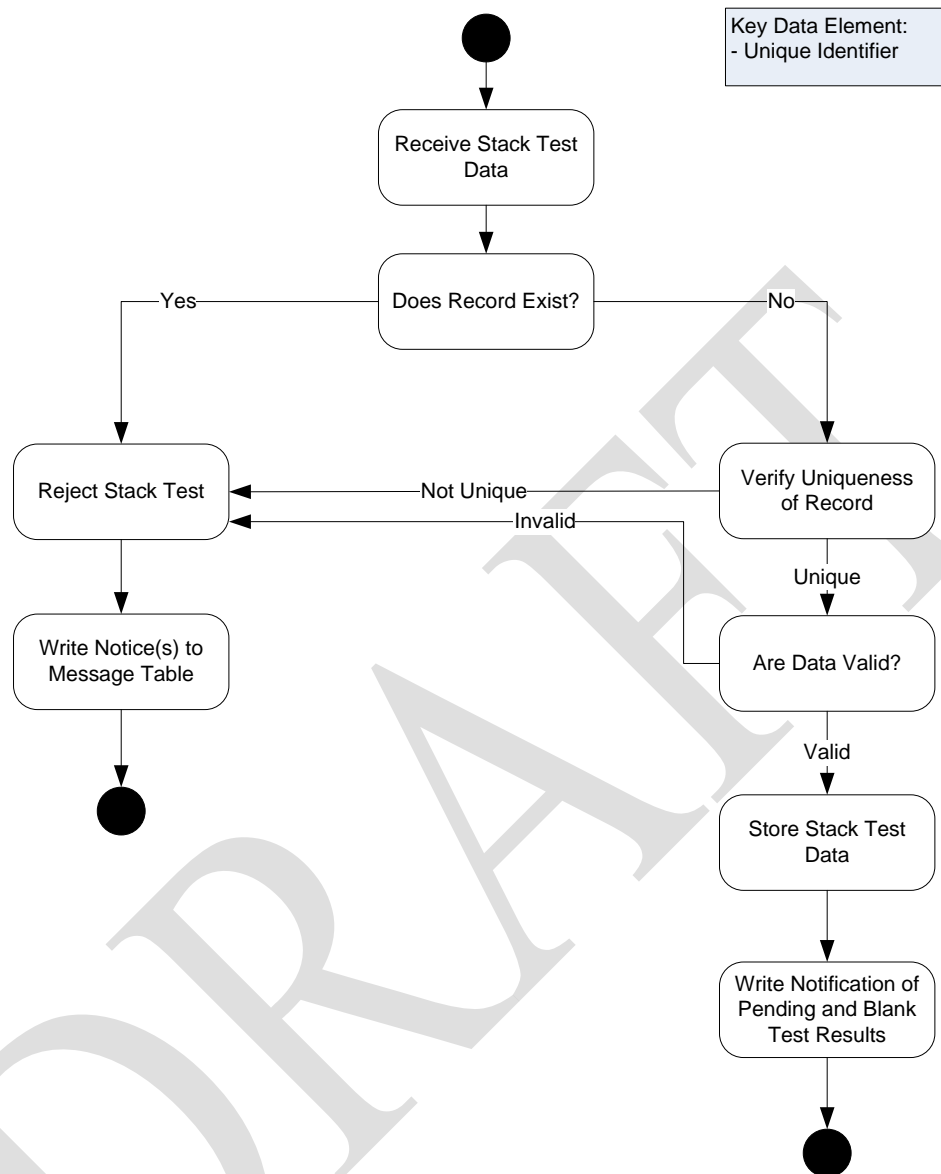 Key Data Element:
- Unique Identifier
Receive Stack Test
Data
Does Record Exist?
Yes
No
Reject Stack Test
Not Unique
Verify Uniqueness
of Record
Invalid
Unique
Write Notice(s) to
Message Table
Are Data Valid?
Valid
Store Stack Test
Data
Write Notification of
Pending and Blank
Test Results
DRAFT